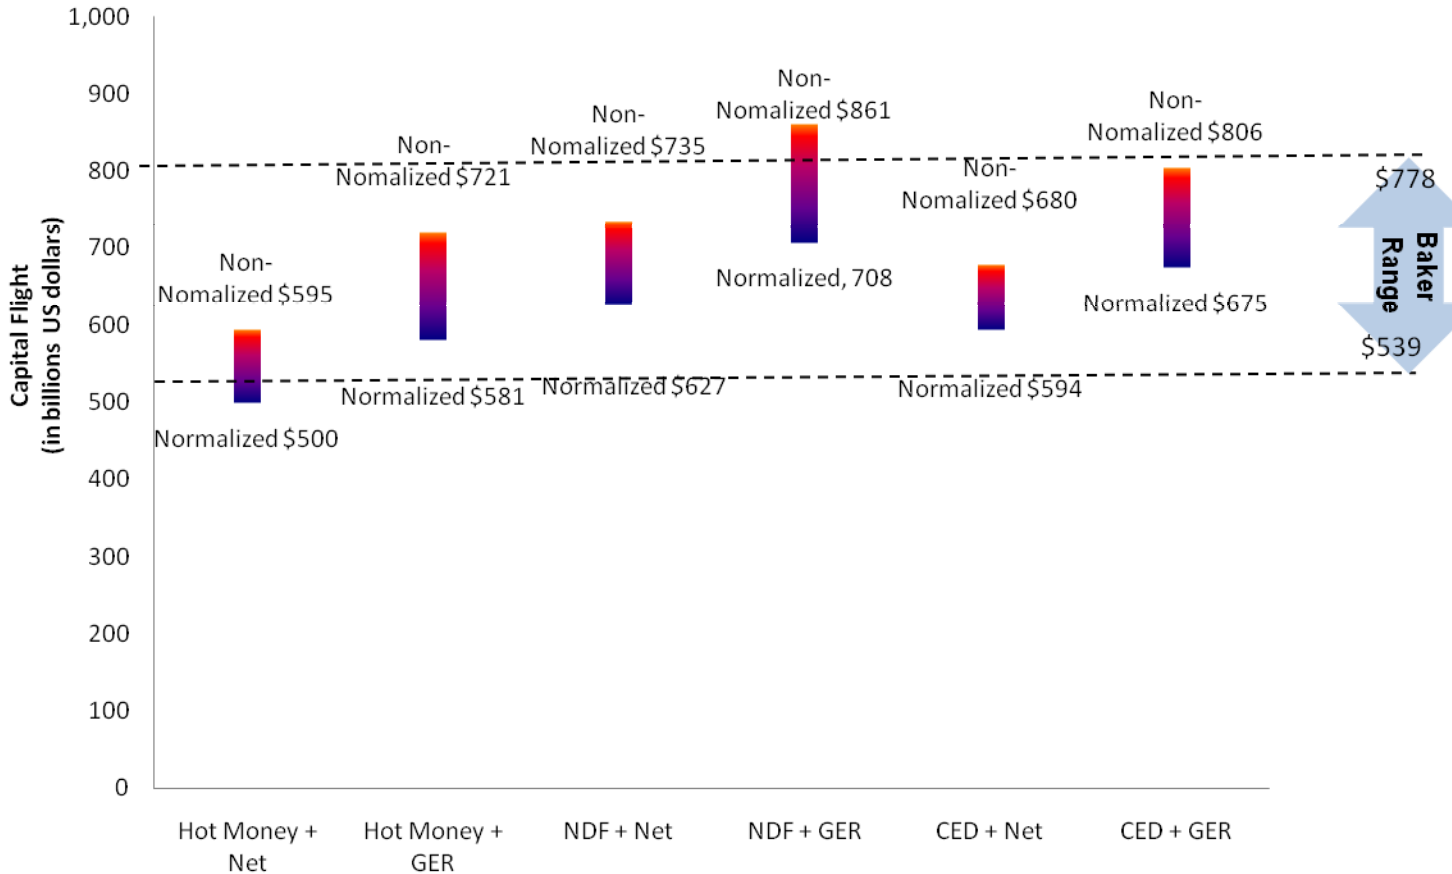 1,000
900
800
700
600
500
400
300
200
100
0
Capital Flight
(in billions US dollars)
Non-
Nomalized $595
Normalized $500
Non-
Nomalized $721
Normalized $581
Non-
Nomalized $735
Normalized $627
Non-
Nomalized $861
Normalized, 708
Non-
Nomalized $680
Normalized $594
Non-
Nomalized $806
Normalized $675
$778
Baker
Range
$539
Hot Money +
Net
Hot Money +
GER
NDF + Net
NDF + GER
CED + Net
CED + GER